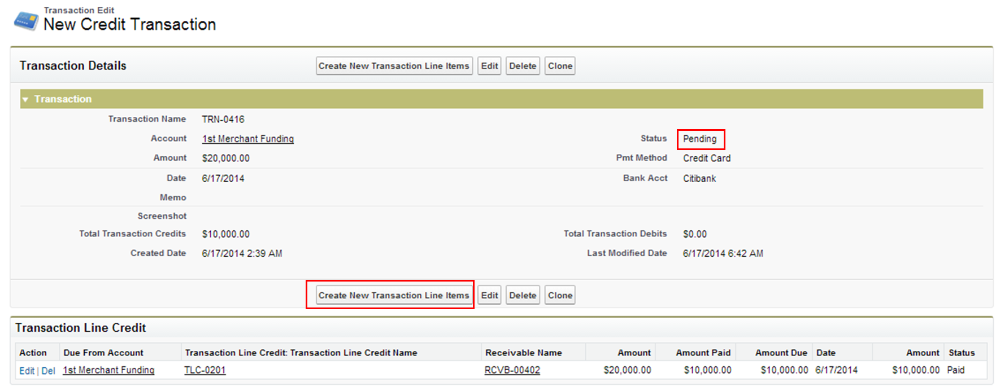 Transaction Edit
New Credit Transaction
Transaction Details
Create New Transaction Line Items Edit Delete Clone
Transaction
Transaction Name TRN-0416
Account 1st Merchant Funding Status Pending
Amount $20,000.00 Pmt Method Credit Card
Date 6/17/2014 Bank Acct Citibank
Memo
Screenshot
Total Transaction Credits $10,000.00 Total Transaction Debits $0.00
Created Date 6/17/2014 2:39 AM Last Modified Date 6/17/2014 6:42 AM
Create New Transaction Line Items Edit Delete Clone
Transaction Line Credit
Action Due From Account Transaction Line Credit: Transaction Line Credit Name Receivable Name Amount Amount Paid Amount Due Date Amount Status
Edit | Del 1st Merchant Funding TLC-0201 RCVB-00402 $20,000.00 $10,000.00 $10,000.00 6/17/2014 $10,000.00 Paid